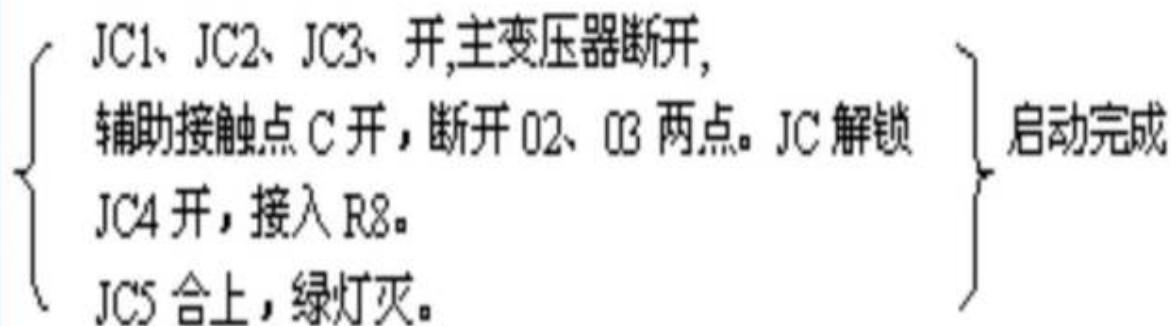 JC1、JC2、JC3、开,主变压器断开,
辅助接触点 C 开，断开 02、03 两点。JC 解锁
启动完成
JC4 开，接入 R8。
JC5 合上，绿灯灭。